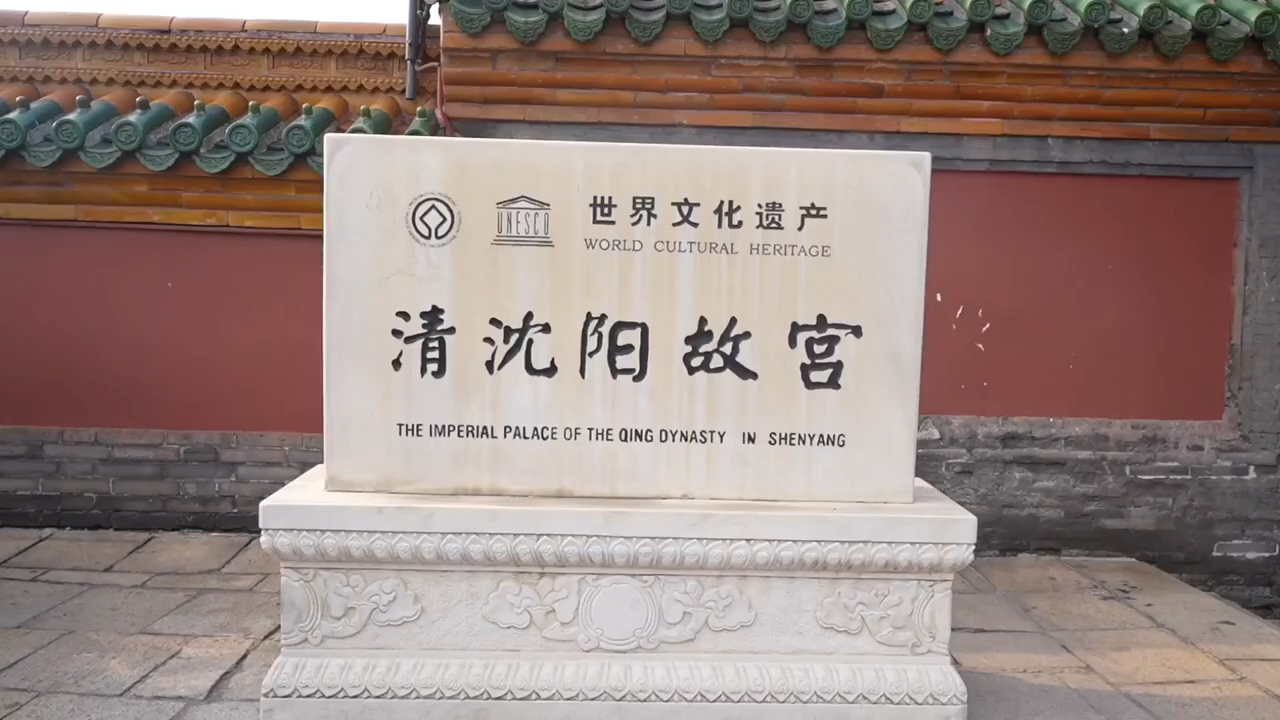 UNESCO
世界文化遗产
WORLD CULTURAL HERITAGE
清沈阳故宫
THE IMPERIAL PALACE OF THE QING DYNASTY IN SHENYANG